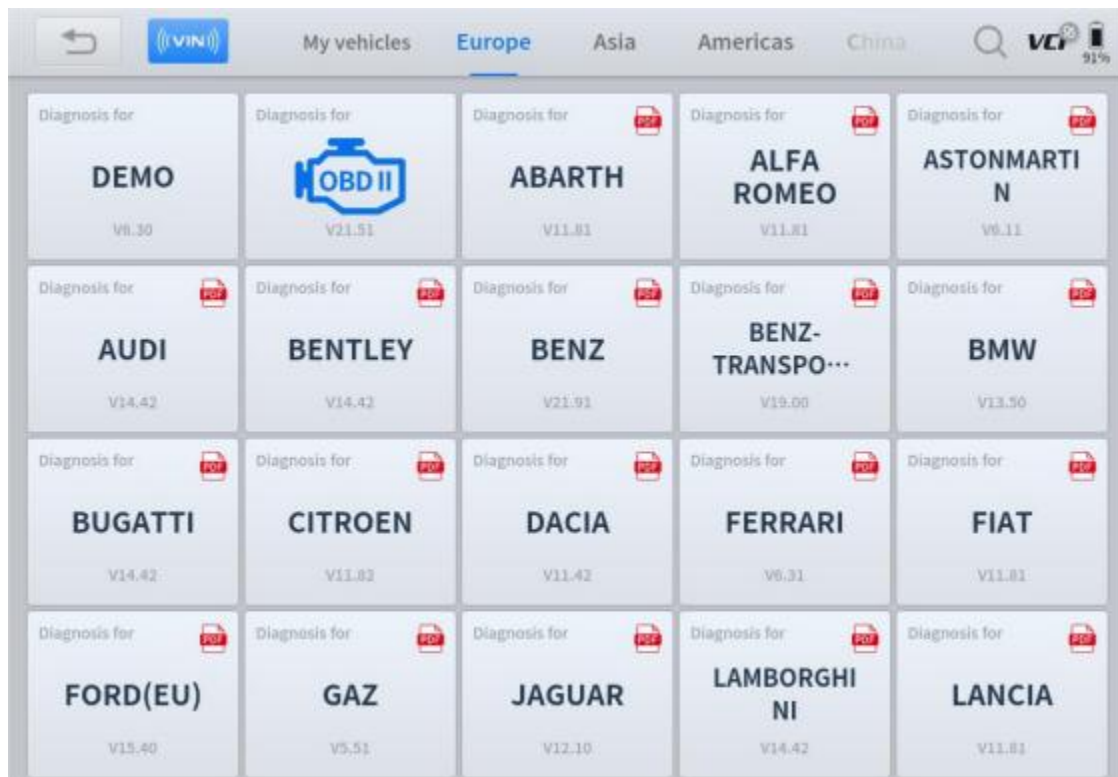 VIN
My vehicles
Europe
Asia
Americas
China
VCI
91%
Diagnosis for
DEMO
V6.30
Diagnosis for
OBD II
V21.51
Diagnosis for
PDF
ABARTH
V11.81
Diagnosis for
PDF
ALFA
ROMEO
V11.81
Diagnosis for
PDF
ASTONMARTI
N
V6.11
Diagnosis for
PDF
AUDI
V14.42
Diagnosis for
PDF
BENTLEY
V14.42
Diagnosis for
PDF
BENZ
V21.91
Diagnosis for
PDF
BENZ-
TRANSPO···
V19.00
Diagnosis for
PDF
BMW
V13.50
Diagnosis for
PDF
BUGATTI
V14.42
Diagnosis for
PDF
CITROEN
V11.82
Diagnosis for
PDF
DACIA
V11.42
Diagnosis for
PDF
FERRARI
V6.31
Diagnosis for
PDF
FIAT
V11.81
Diagnosis for
PDF
FORD(EU)
V15.40
Diagnosis for
PDF
GAZ
V5.51
Diagnosis for
PDF
JAGUAR
V12.10
Diagnosis for
PDF
LAMBORGHI
NI
V14.42
Diagnosis for
PDF
LANCIA
V11.81